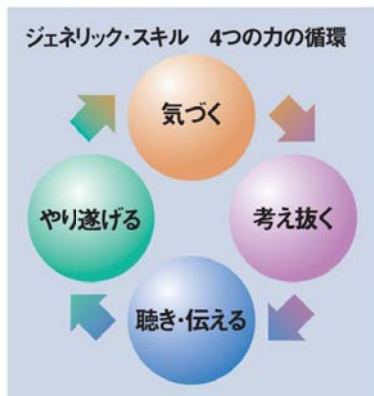 ジェネリック・スキル　4つの力の循環
気づく
考え抜く
聴き・伝える
やり遂げる